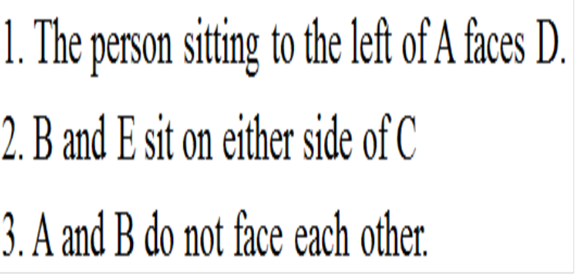 1. The person sitting to the left of A faces D.
2. B and E sit on either side of C
3. A and B do not face each other.